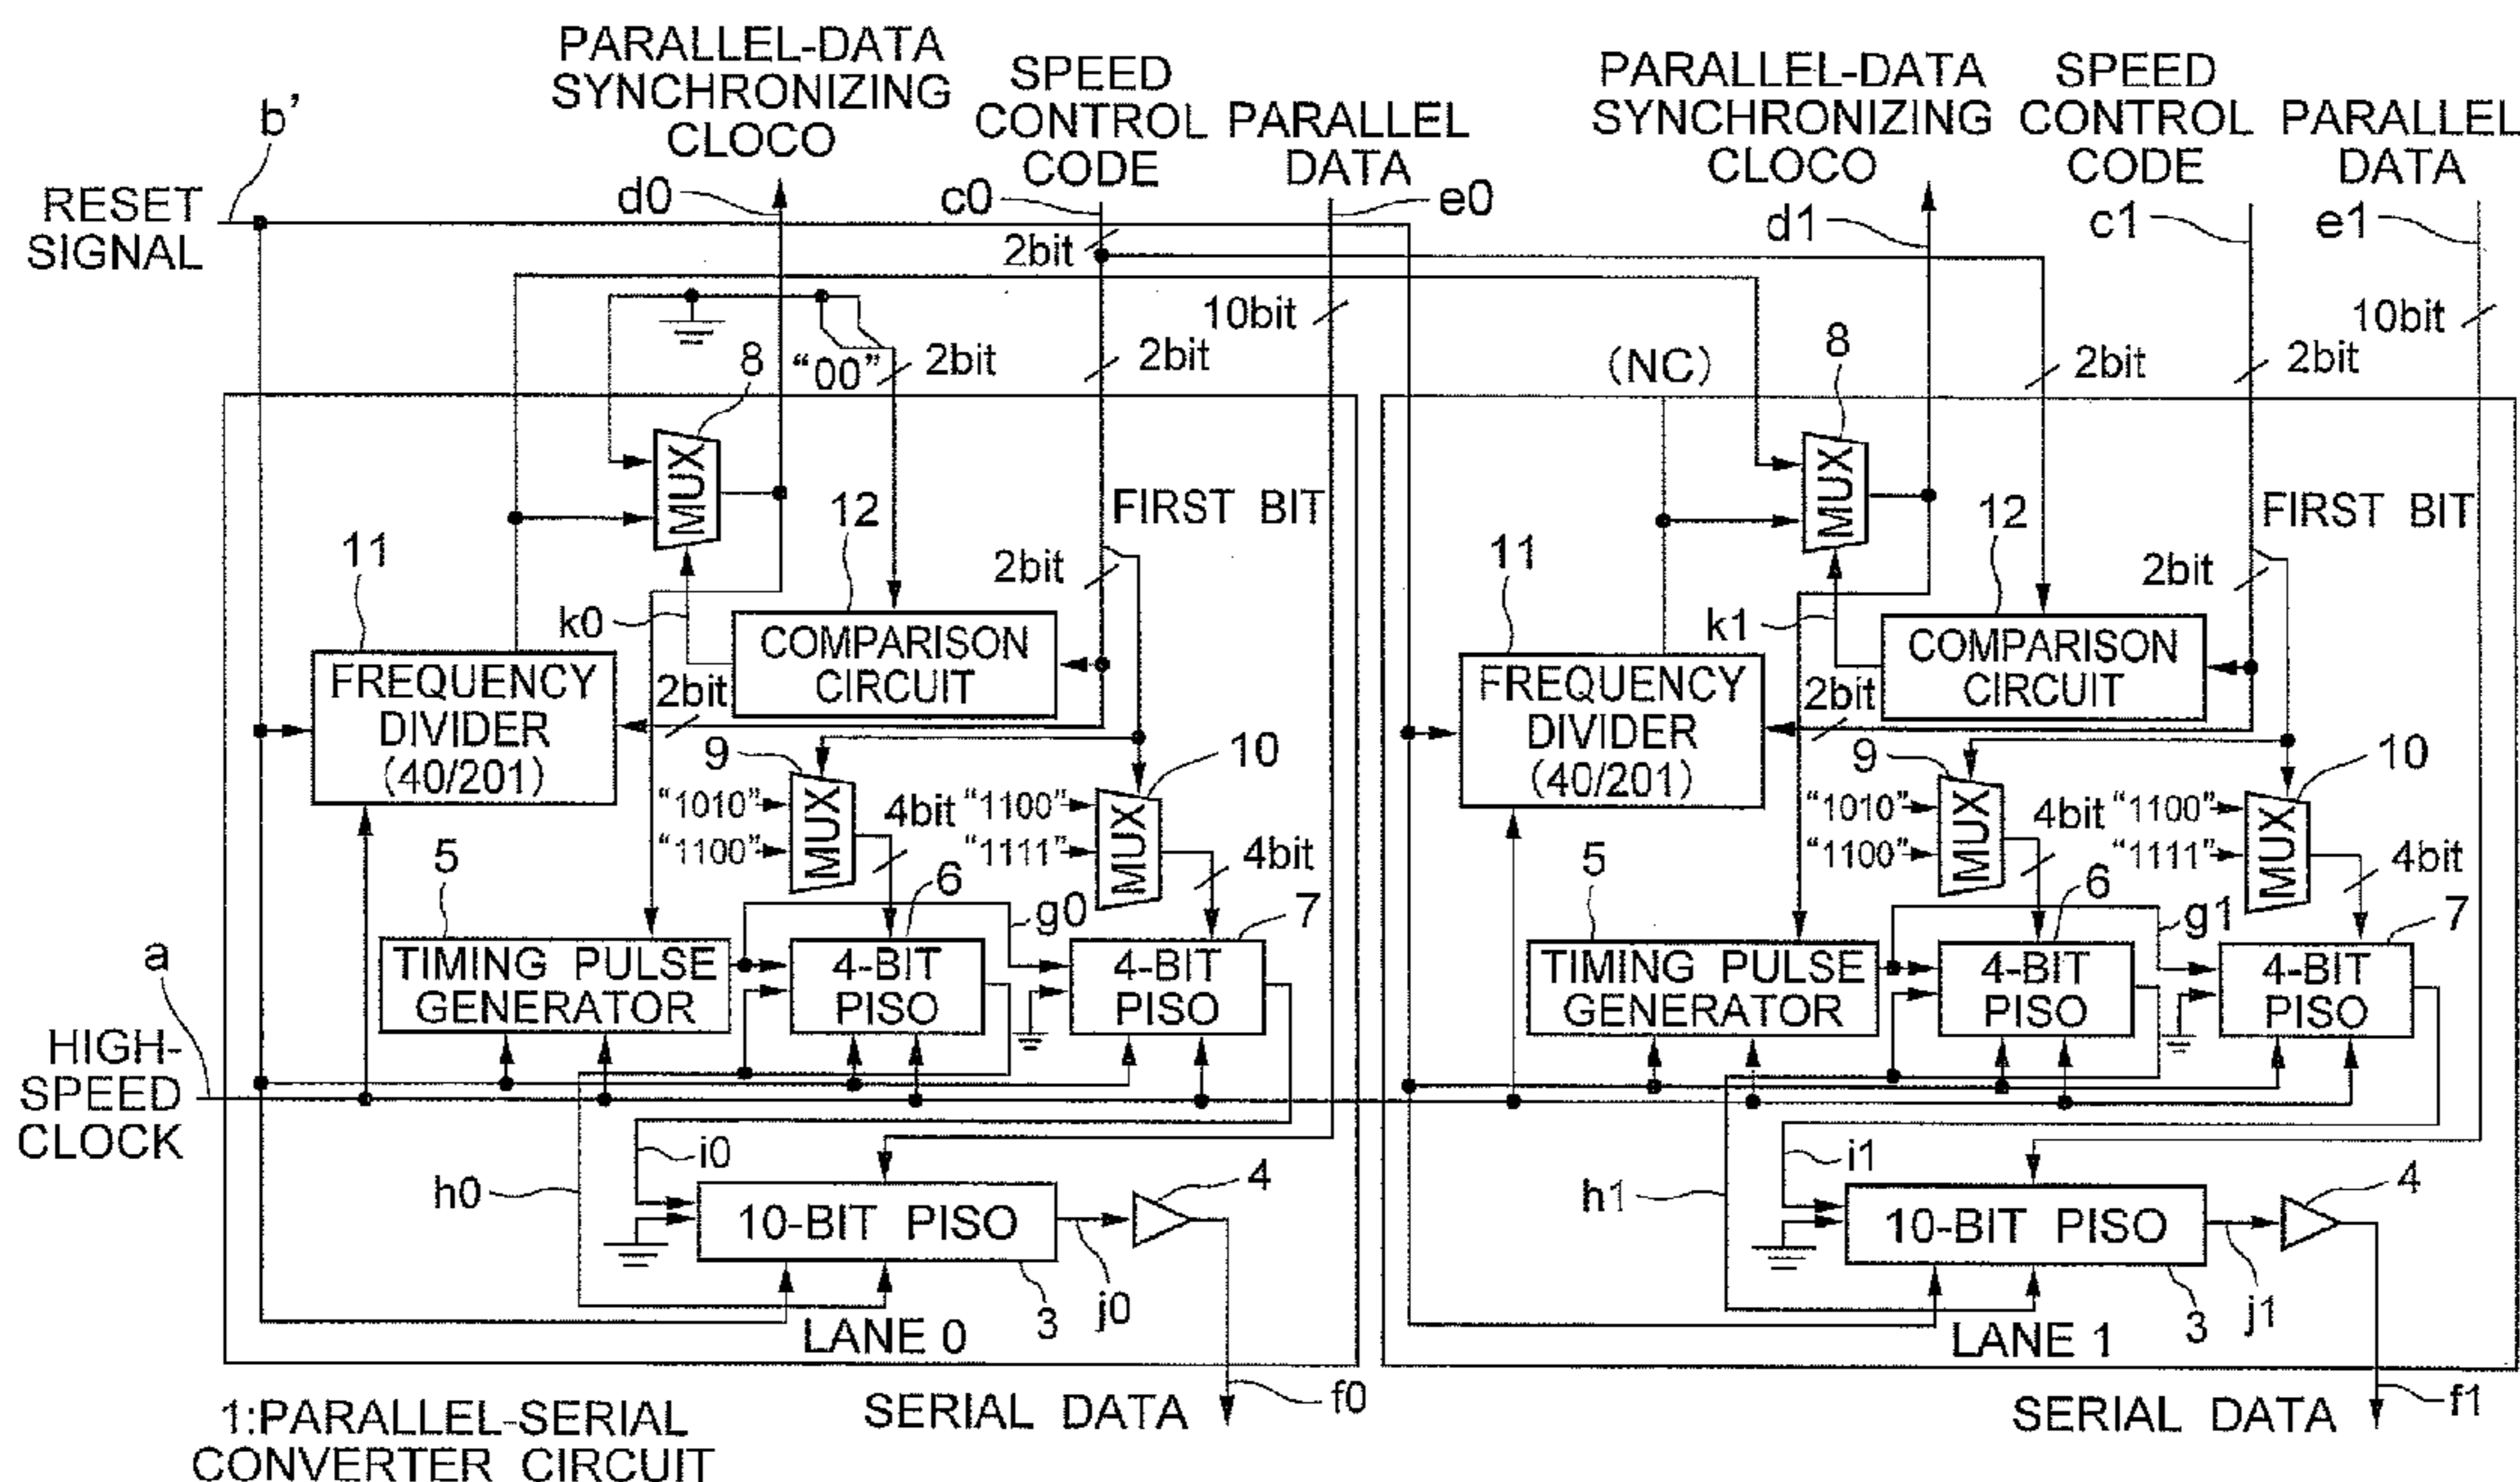 PARALLEL-DATA
SYNCHRONIZING
CLOCO
SPEED
CONTROL
CODE
PARALLEL
DATA
PARALLEL-DATA
SYNCHRONIZING
CLOCO
SPEED
CONTROL
CODE
PARALLEL
DATA
b'
RESET
SIGNAL
d0
c0
e0
d1
c1
e1
2bit
10bit
10bit
8
"00"
2bit
2bit
(NC)
8
2bit
2bit
MUX
MUX
12
FIRST BIT
12
FIRST BIT
11
2bit
11
2bit
k0
COMPARISON
CIRCUIT
k1
COMPARISON
CIRCUIT
FREQUENCY
DIVIDER
(40/201)
2bit
FREQUENCY
DIVIDER
(40/201)
2bit
9
10
9
10
"1010"
"1100"
MUX
4bit
"1100"
"1111"
MUX
4bit
"1010"
"1100"
MUX
4bit
"1100"
"1111"
MUX
4bit
5
6
g0
7
5
6
g1
7
a
TIMING PULSE
GENERATOR
4-BIT
PISO
4-BIT
PISO
TIMING PULSE
GENERATOR
4-BIT
PISO
4-BIT
PISO
HIGH-
SPEED
CLOCK
i0
i1
h0
4
h1
4
10-BIT PISO
10-BIT PISO
LANE 0
3
j0
LANE 1
3
j1
SERIAL DATA
f0
SERIAL DATA
f1
1:PARALLEL-SERIAL
CONVERTER CIRCUIT